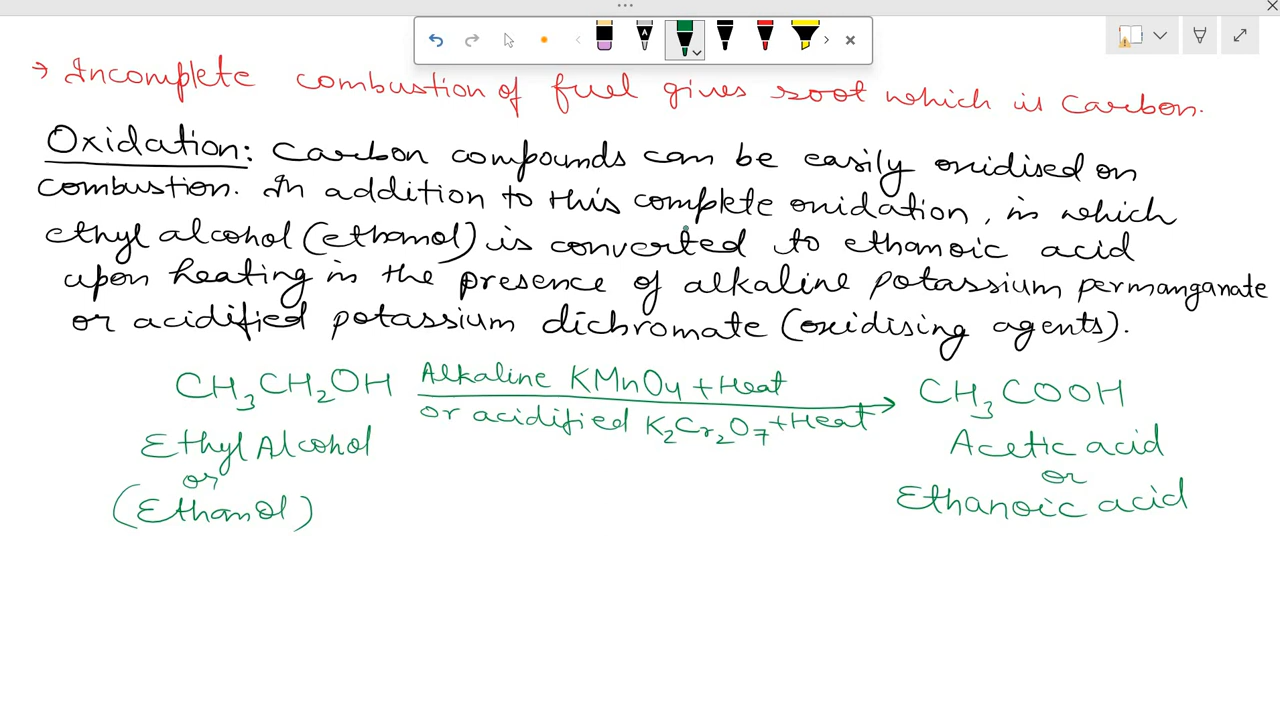 → Incomplete combustion of fuel gives soot which is carbon.
Oxidation: Carbon compounds can be easily oxidised on
combustion. In addition to this complete oxidation, in which
ethyl alcohol (ethanol) is converted to ethanoic acid
upon heating in the presence of alkaline potassium permanganate
or acidified potassium dichromate (oxidising agents).
CH₃CH₂OH Alkaline KMnO₄ + Heat → CH₃COOH
or acidified K₂Cr₂O₇ + Heat
Ethyl Alcohol Acetic acid
or or
(Ethanol) Ethanoic acid